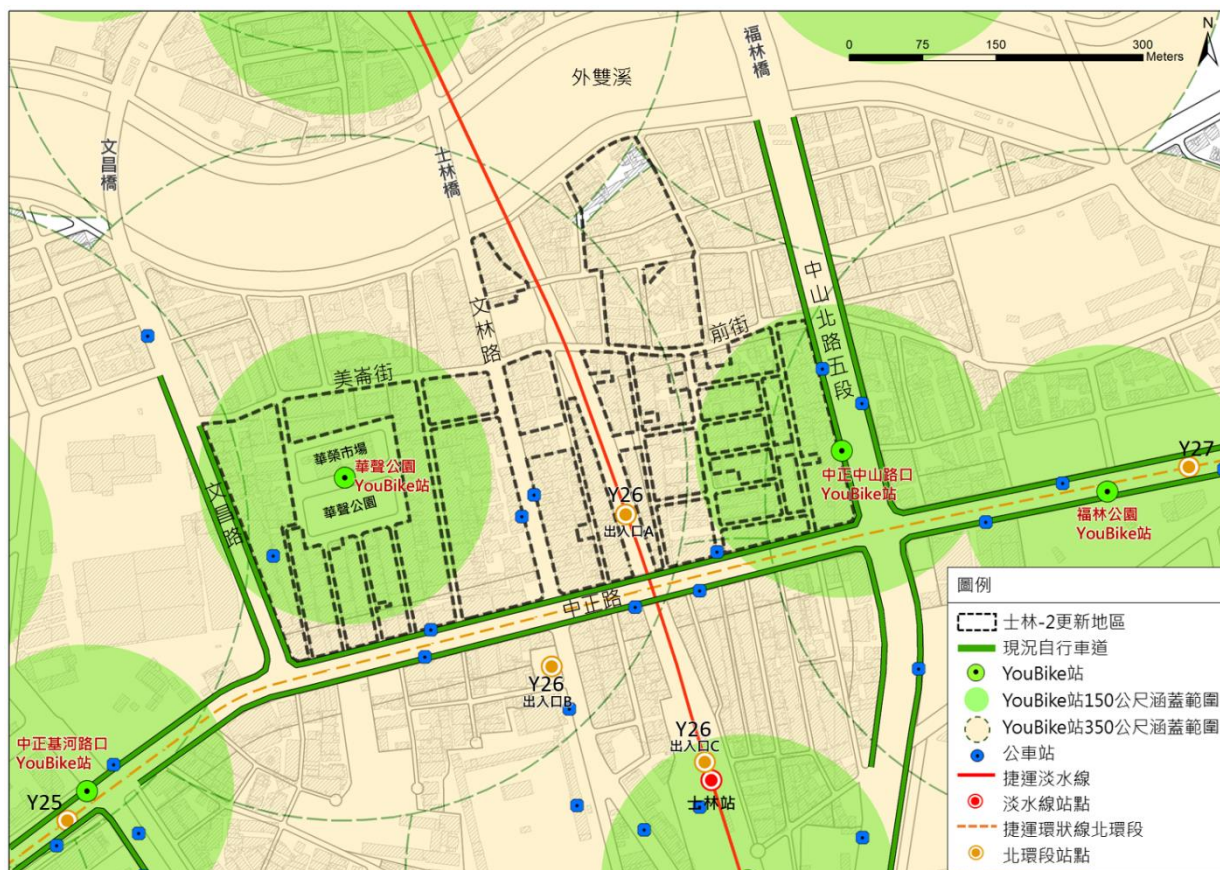 N
0 75 150 300
Meters
福林橋
外雙溪
文昌橋
士林橋
文林路
中山北路五段
前街
美崙街
華榮市場
華聲公園
YouBike站
華聲公園
文昌路
Y26
出入口A
中正中山路口
YouBike站
Y27
福林公園
YouBike站
中正路
Y26
出入口B
Y26
出入口C
士林站
中正基河路口
YouBike站
Y25
圖例
士林-2更新地區
現況自行車道
YouBike站
YouBike站150公尺涵蓋範圍
YouBike站350公尺涵蓋範圍
公車站
捷運淡水線
淡水線站點
捷運環狀線北環段
北環段站點